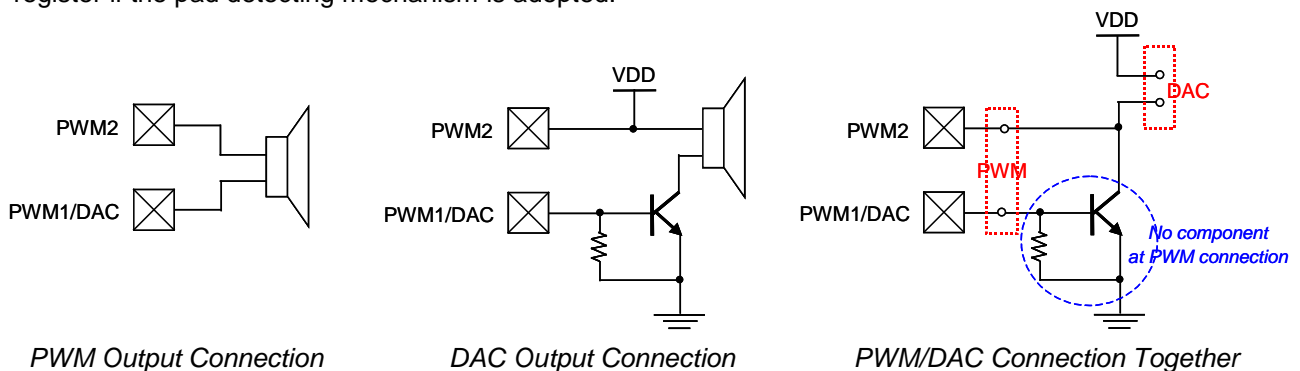 register if the pad detecting mechanism is adopted.
VDD
VDD
DAC
PWM2
PWM2
PWM2
PWM
PWM1/DAC
PWM1/DAC
PWM1/DAC
No component
at PWM connection
PWM Output Connection
DAC Output Connection
PWM/DAC Connection Together